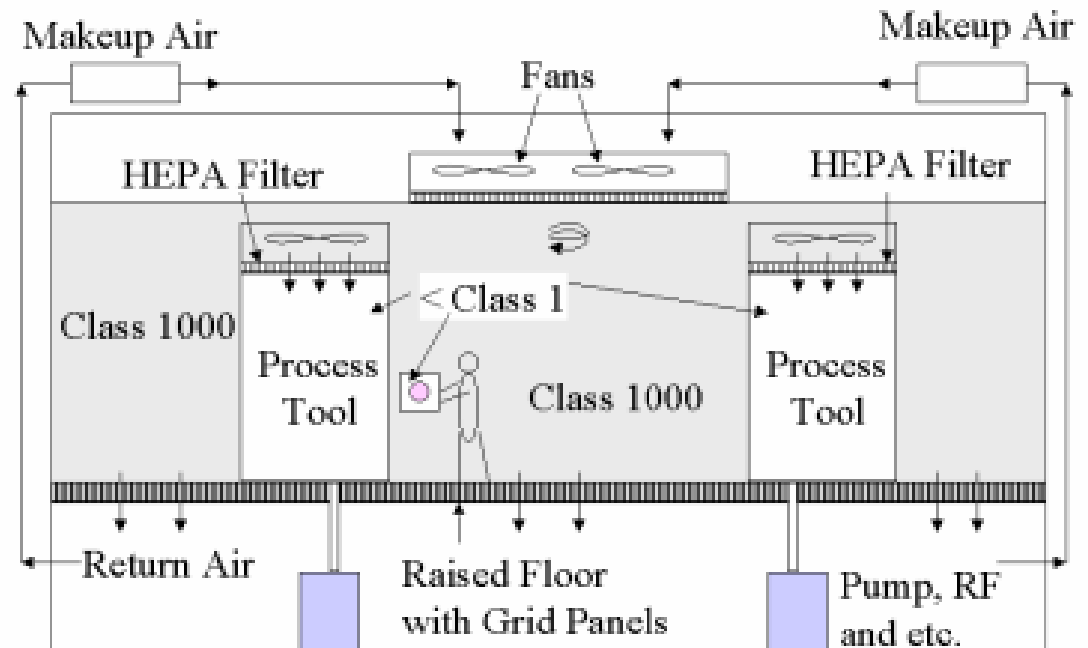 Makeup Air
Makeup Air
Fans
HEPA Filter
HEPA Filter
< Class 1
Class 1000
Process
Tool
Class 1000
Process
Tool
Return Air
Raised Floor
with Grid Panels
Pump, RF
and etc.